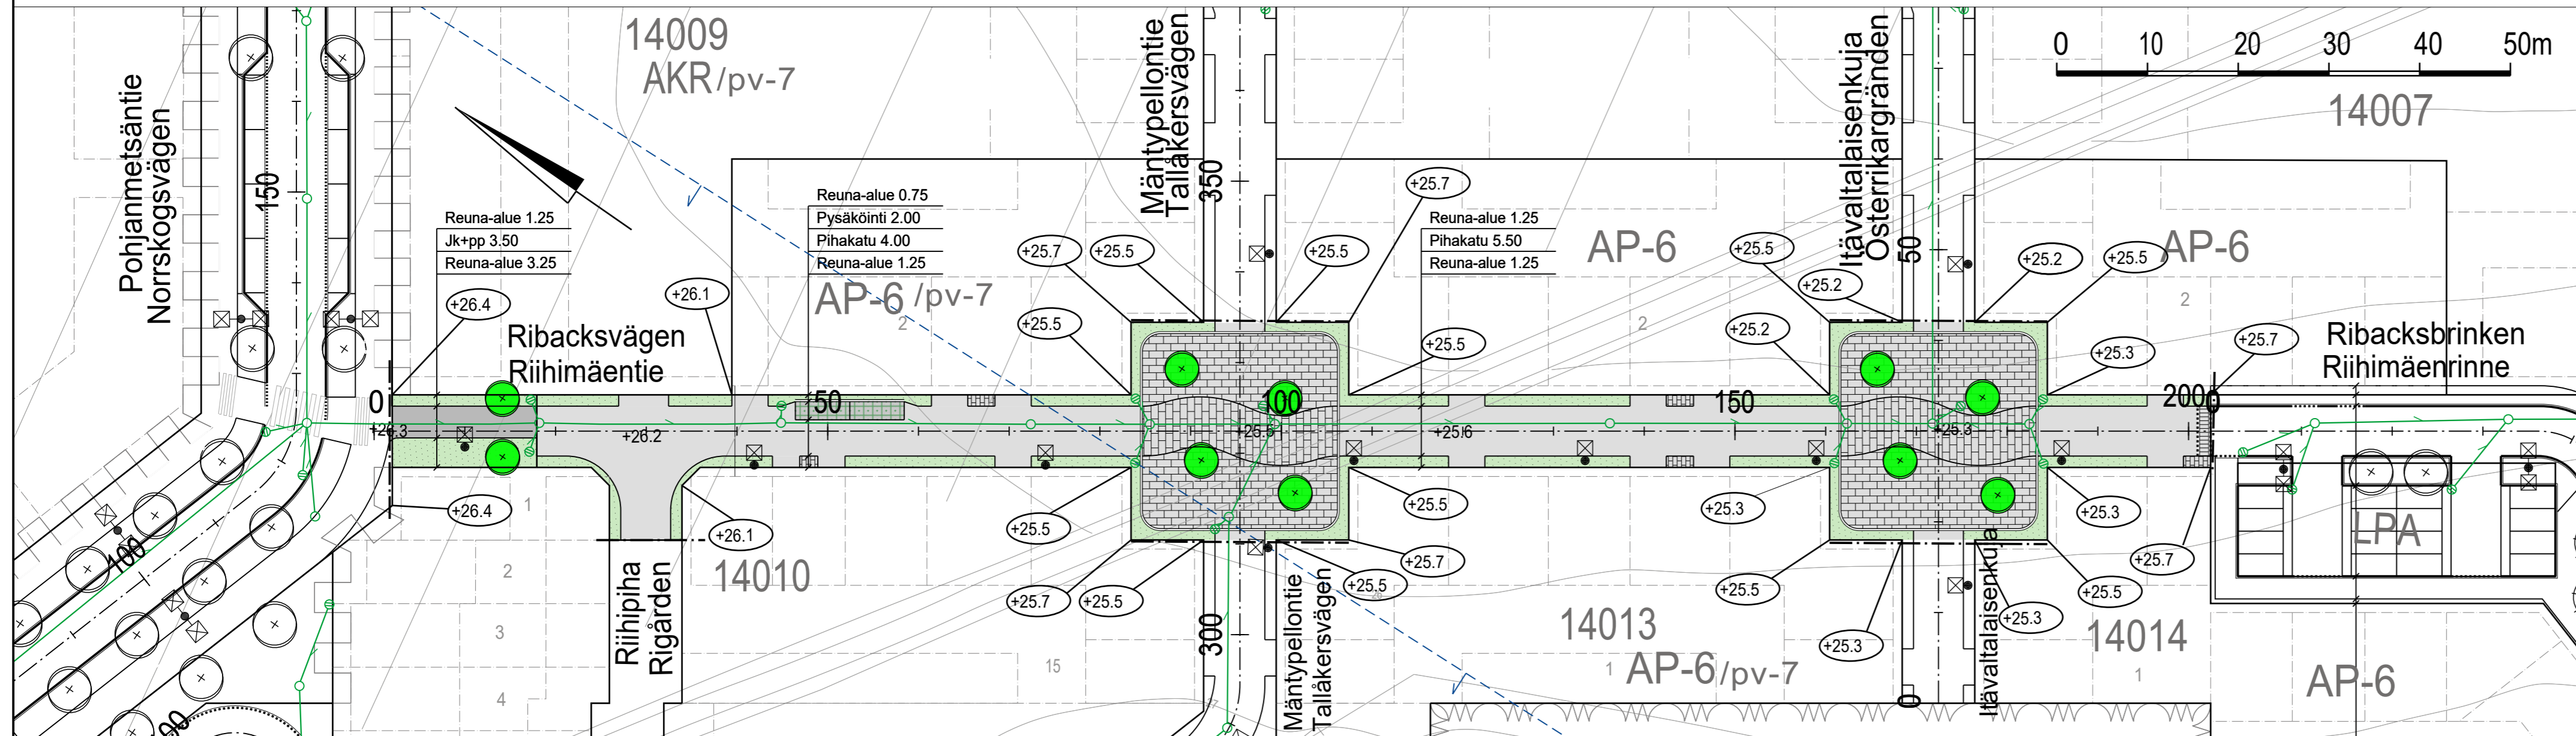 14009
AKR/pv-7
Pohjanmetsäntie
Norrskogsvägen
150
Mäntypellontie
Tallåkersvägen
350
Itävaltalaisenkuja
Österrikargränden
50
0 10 20 30 40 50m
14007
Reuna-alue 1.25
Jk+pp 3.50
Reuna-alue 3.25
Reuna-alue 0.75
Pysäköinti 2.00
Pihakatu 4.00
Reuna-alue 1.25
Reuna-alue 1.25
Pihakatu 5.50
Reuna-alue 1.25
+25.7
+25.7
+25.5
+25.5
+25.5
+25.2
+25.5
AP-6
AP-6
+26.4
+26.1
AP-6 /pv-7
2
+25.5
+25.2
2
+25.2
2
+25.5
+25.3
+25.7
Ribacksvägen
Riihimäentie
Ribacksbrinken
Riihimäenrinne
0
50
100
150
200
0
+26.3
+26.2
+25.5
+25.6
+25.3
+26.4
1
+26.1
+25.5
+25.5
+25.3
+25.3
LPA
100
2
14010
+25.7
+25.5
+25.5
+25.7
+25.5
+25.5
+25.7
Riihipiha
Rigården
3
4
15
300
Mäntypellontie
Tallåkersvägen
14013
1
AP-6/pv-7
+25.3
+25.3
Itävaltalaisenkuja
0
14014
1
AP-6